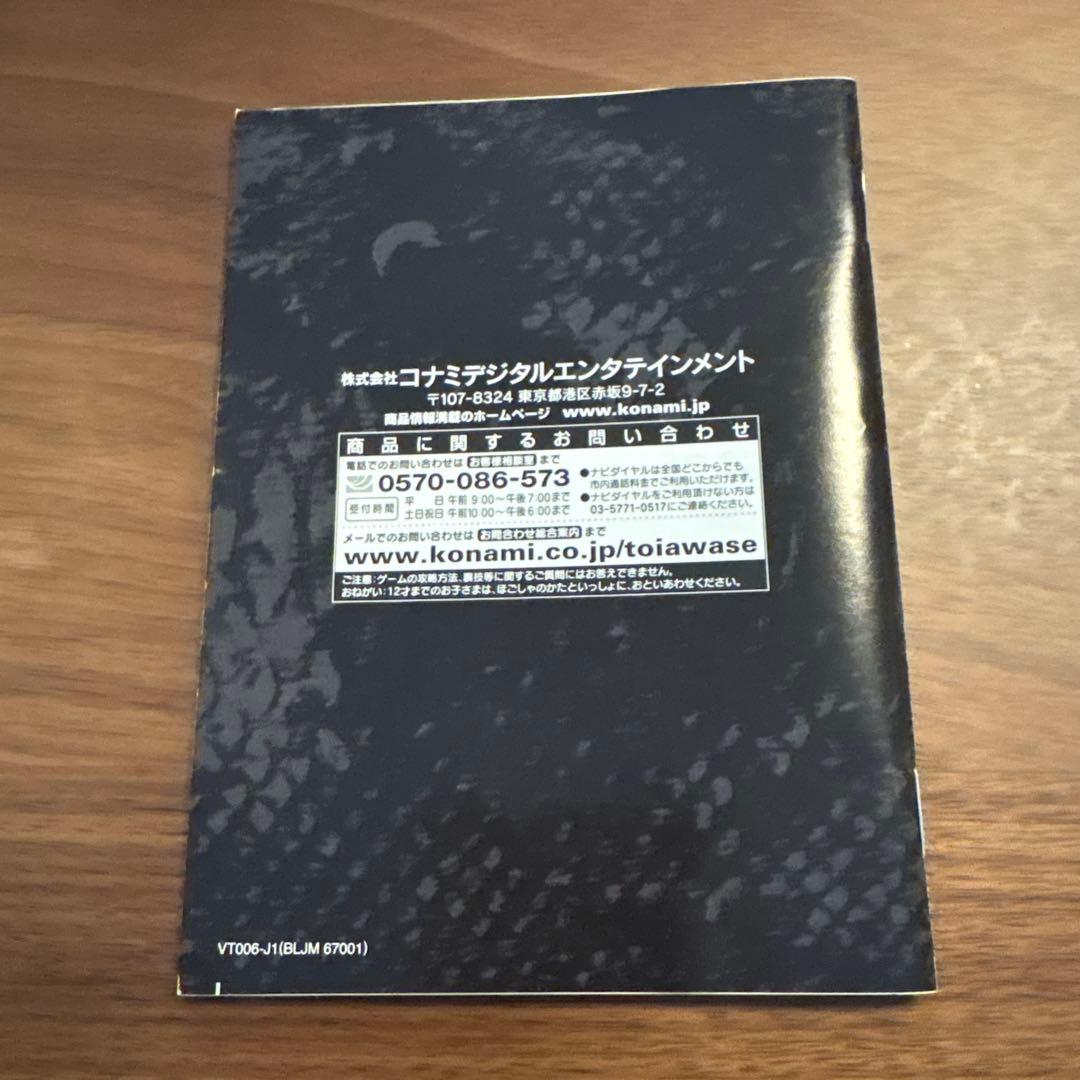 株式会社コナミデジタルエンタテインメント
〒107-8324 東京都港区赤坂9-7-2
商品情報満載のホームページ www.konami.jp
商品に関するお問い合わせ
電話でのお問い合わせは お客様相談室 まで
0570-086-573
受付時間 平 日 午前 9:00〜午後7:00まで
土日祝日 午前10:00〜午後6:00まで
●ナビダイヤルは全国どこからでも
市内通話料金でご利用いただけます。
●ナビダイヤルをご利用頂けない方は
03-5771-0517にご連絡ください。
メールでのお問い合わせは お問合わせ総合案内 まで
www.konami.co.jp/toiawase
ご注意:ゲームの攻略方法、裏技等に関するご質問にはお答えできません。
おねがい:12才までのお子さまは、ほごしゃのかたといっしょに、おといあわせください。
VT006-J1(BLJM 67001)